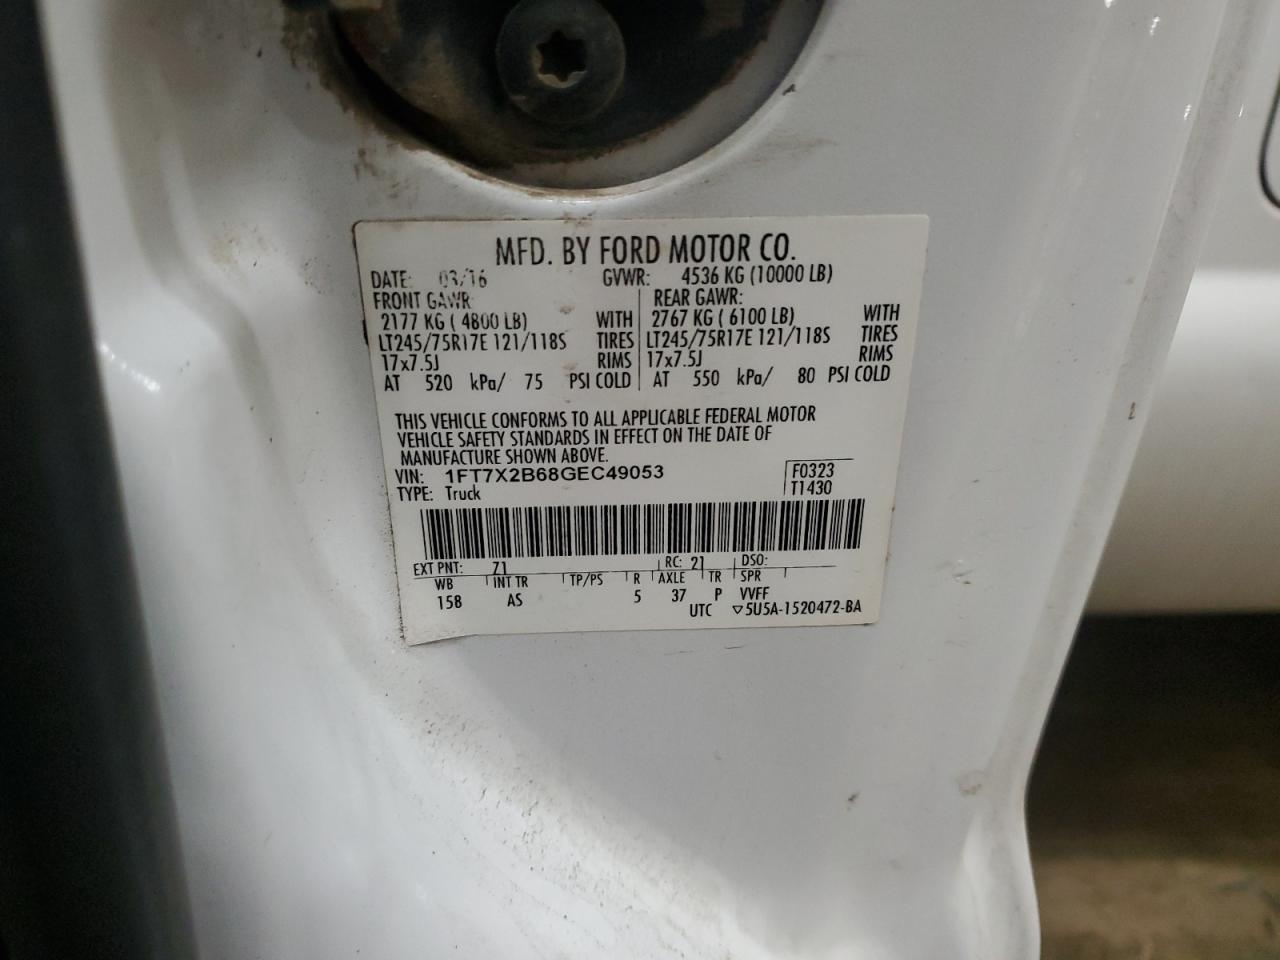 MFD. BY FORD MOTOR CO.
DATE: 03/16 GVWR: 4536 KG (10000 LB)
FRONT GAWR: REAR GAWR:
2177 KG ( 4800 LB) WITH 2767 KG ( 6100 LB) WITH
LT245/75R17E 121/118S TIRES LT245/75R17E 121/118S TIRES
17x7.5J RIMS 17x7.5J RIMS
AT 520 kPa/ 75 PSI COLD AT 550 kPa/ 80 PSI COLD
THIS VEHICLE CONFORMS TO ALL APPLICABLE FEDERAL MOTOR
VEHICLE SAFETY STANDARDS IN EFFECT ON THE DATE OF
MANUFACTURE SHOWN ABOVE.
VIN: 1FT7X2B68GEC49053 F0323
TYPE: Truck T1430
EXT PNT: Z1 RC: 21 DSO:
WB INT TR TP/PS R AXLE TR SPR
158 AS 5 37 P VVFF
UTC ▽5U5A-1520472-BA